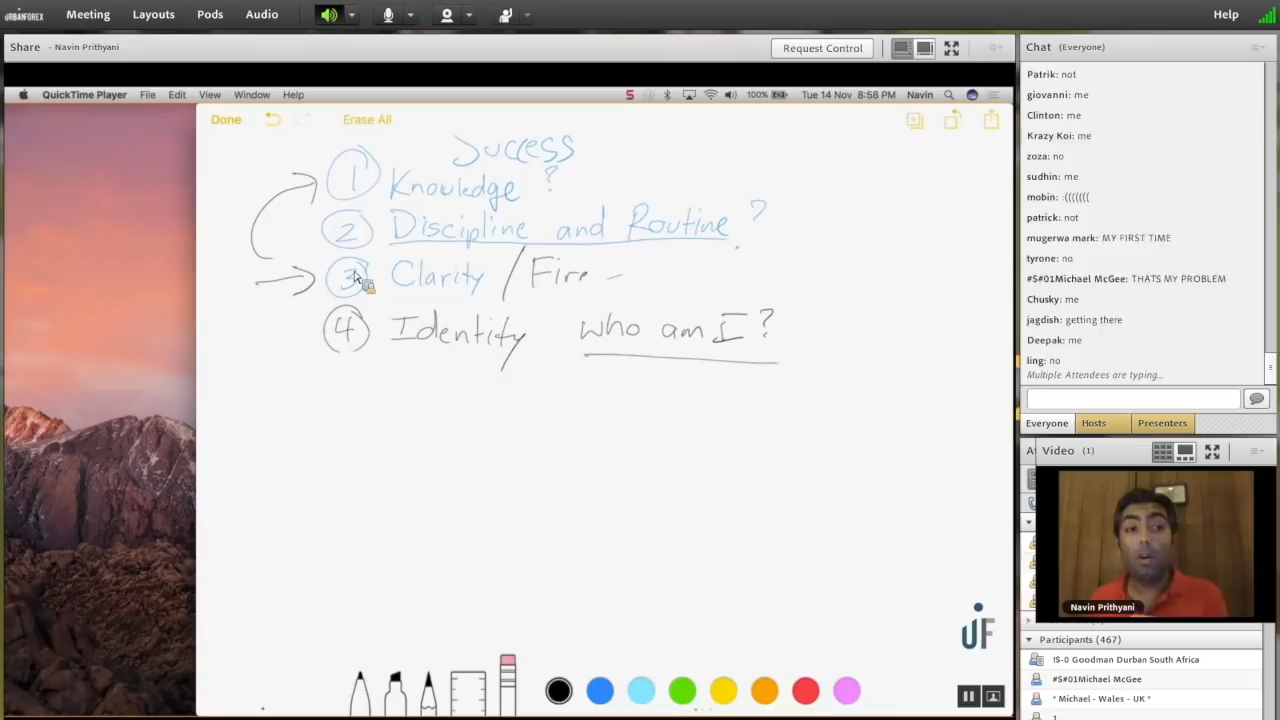 URBANFOREX Meeting Layouts Pods Audio Help
Share - Navin Prithyani
Request Control
QuickTime Player File Edit View Window Help
S 100% Tue 14 Nov 8:58 PM Navin
Done Erase All
Success
1 Knowledge ?
2 Discipline and Routine ?
3 Clarity / Fire -
4 Identity who am I ?
UF
Chat (Everyone)
Patrik: not
giovanni: me
Clinton: me
Krazy Koi: me
zoza: no
sudhin: me
mobin: :(((((((
patrick: not
mugerwa mark: MY FIRST TIME
tyrone: no
#$#01Michael McGee: THATS MY PROBLEM
Chusky: me
jagdish: getting there
Deepak: me
ling: no
Multiple Attendees are typing...
Everyone Hosts Presenters
A Video (1)
Navin Prithyani
Participants (467)
!$-0 Goodman Durban South Africa
#$#01Michael McGee
* Michael - Wales - UK *
1